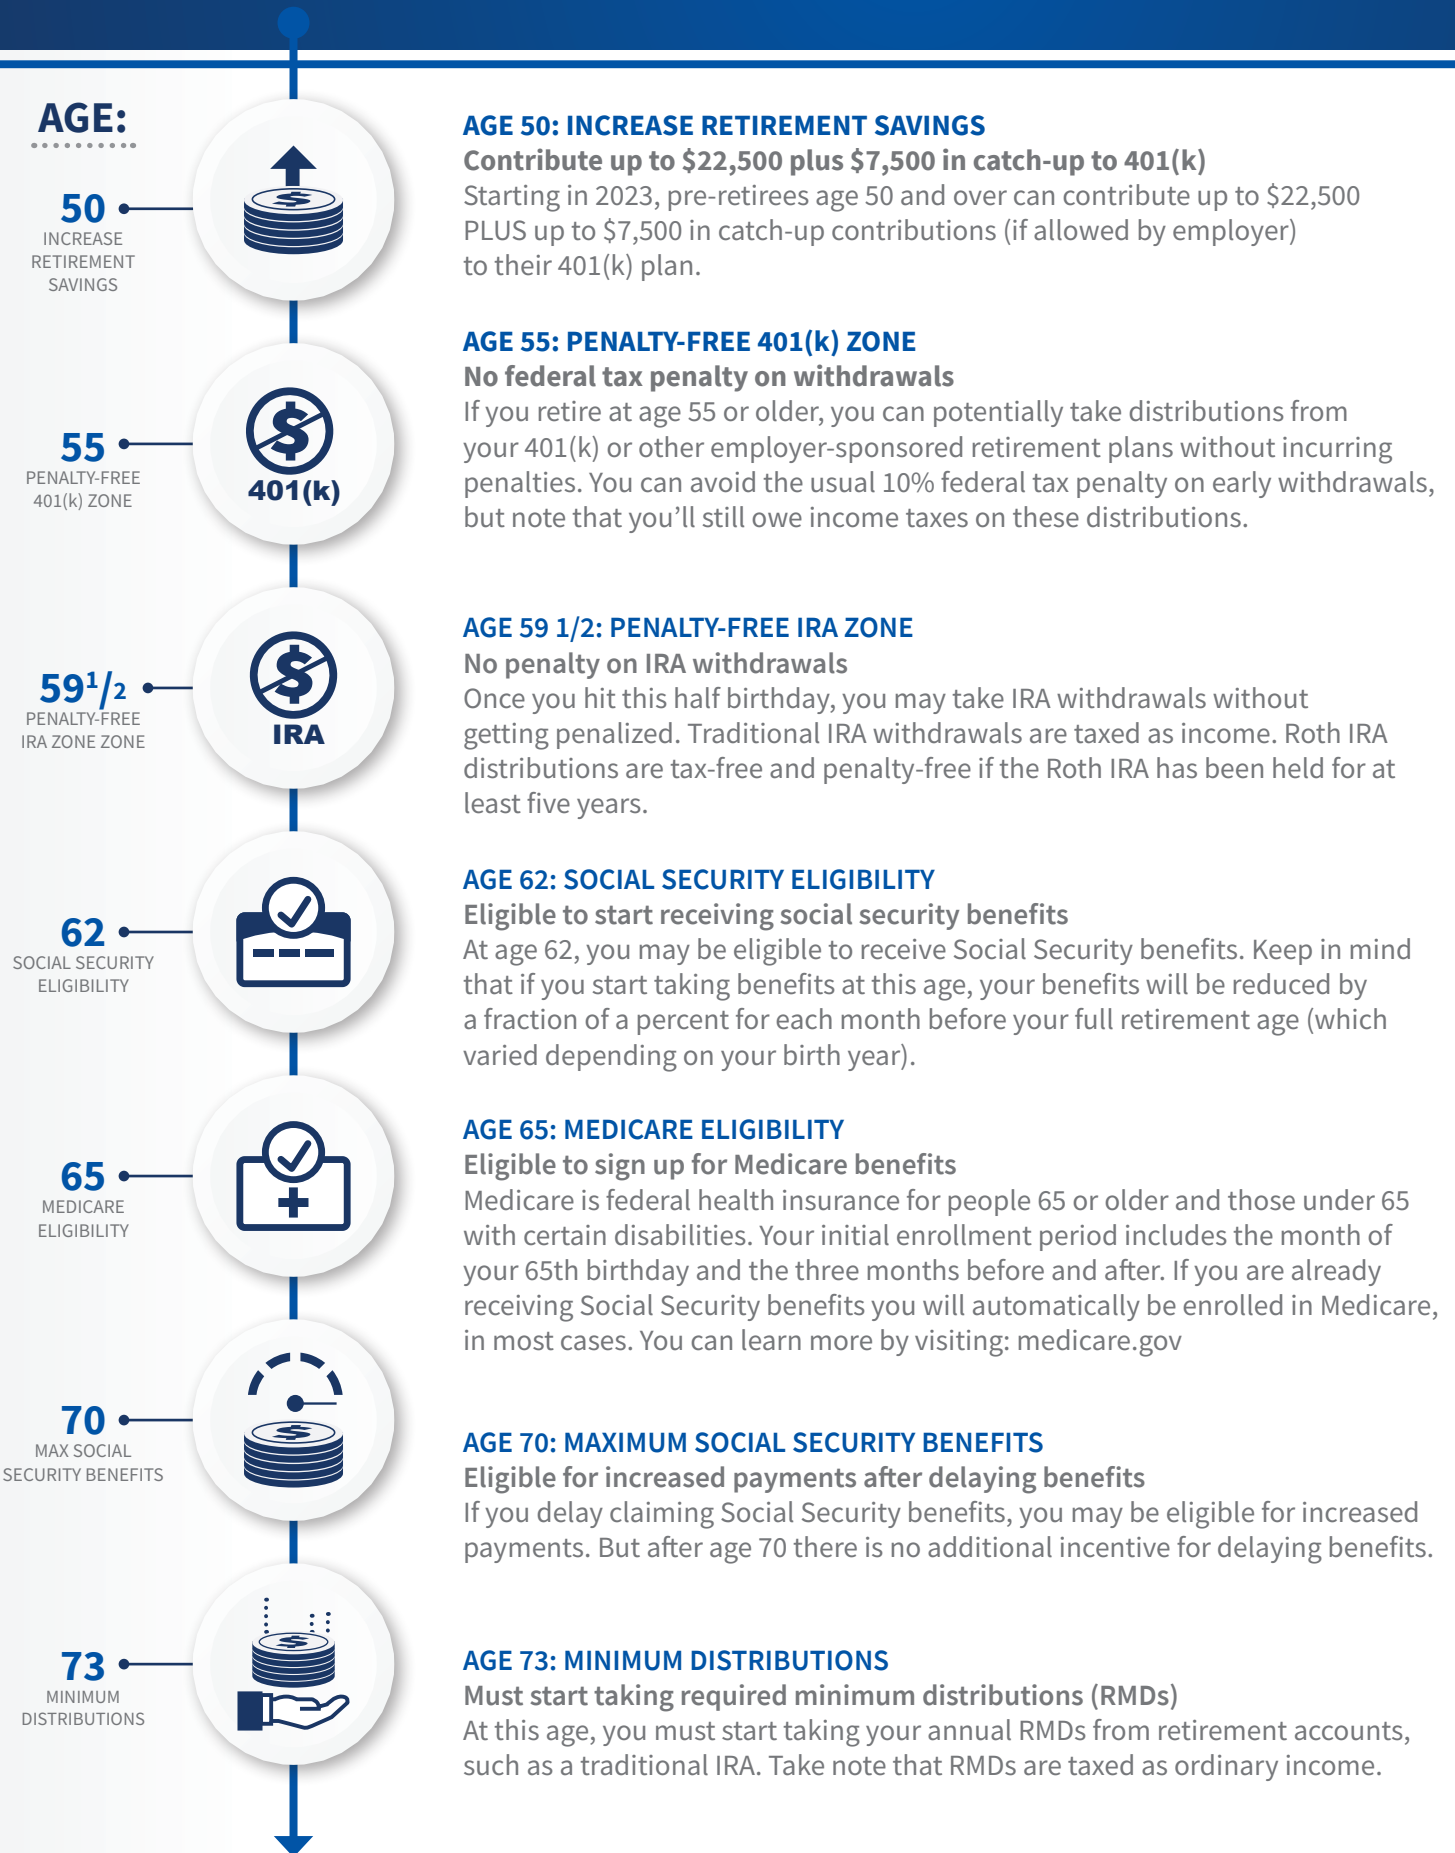 AGE:
50
INCREASE
RETIREMENT
SAVINGS
AGE 50: INCREASE RETIREMENT SAVINGS
Contribute up to $22,500 plus $7,500 in catch-up to 401(k)
Starting in 2023, pre-retirees age 50 and over can contribute up to $22,500
PLUS up to $7,500 in catch-up contributions (if allowed by employer)
to their 401(k) plan.
55
PENALTY-FREE
401(k) ZONE
$
401(k)
AGE 55: PENALTY-FREE 401(k) ZONE
No federal tax penalty on withdrawals
If you retire at age 55 or older, you can potentially take distributions from
your 401(k) or other employer-sponsored retirement plans without incurring
penalties. You can avoid the usual 10% federal tax penalty on early withdrawals,
but note that you’ll still owe income taxes on these distributions.
59 1/2
PENALTY-FREE
IRA ZONE ZONE
$
IRA
AGE 59 1/2: PENALTY-FREE IRA ZONE
No penalty on IRA withdrawals
Once you hit this half birthday, you may take IRA withdrawals without
getting penalized. Traditional IRA withdrawals are taxed as income. Roth IRA
distributions are tax-free and penalty-free if the Roth IRA has been held for at
least five years.
62
SOCIAL SECURITY
ELIGIBILITY
AGE 62: SOCIAL SECURITY ELIGIBILITY
Eligible to start receiving social security benefits
At age 62, you may be eligible to receive Social Security benefits. Keep in mind
that if you start taking benefits at this age, your benefits will be reduced by
a fraction of a percent for each month before your full retirement age (which
varied depending on your birth year).
65
MEDICARE
ELIGIBILITY
AGE 65: MEDICARE ELIGIBILITY
Eligible to sign up for Medicare benefits
Medicare is federal health insurance for people 65 or older and those under 65
with certain disabilities. Your initial enrollment period includes the month of
your 65th birthday and the three months before and after. If you are already
receiving Social Security benefits you will automatically be enrolled in Medicare,
in most cases. You can learn more by visiting: medicare.gov
70
MAX SOCIAL
SECURITY BENEFITS
AGE 70: MAXIMUM SOCIAL SECURITY BENEFITS
Eligible for increased payments after delaying benefits
If you delay claiming Social Security benefits, you may be eligible for increased
payments. But after age 70 there is no additional incentive for delaying benefits.
73
MINIMUM
DISTRIBUTIONS
AGE 73: MINIMUM DISTRIBUTIONS
Must start taking required minimum distributions (RMDs)
At this age, you must start taking your annual RMDs from retirement accounts,
such as a traditional IRA. Take note that RMDs are taxed as ordinary income.